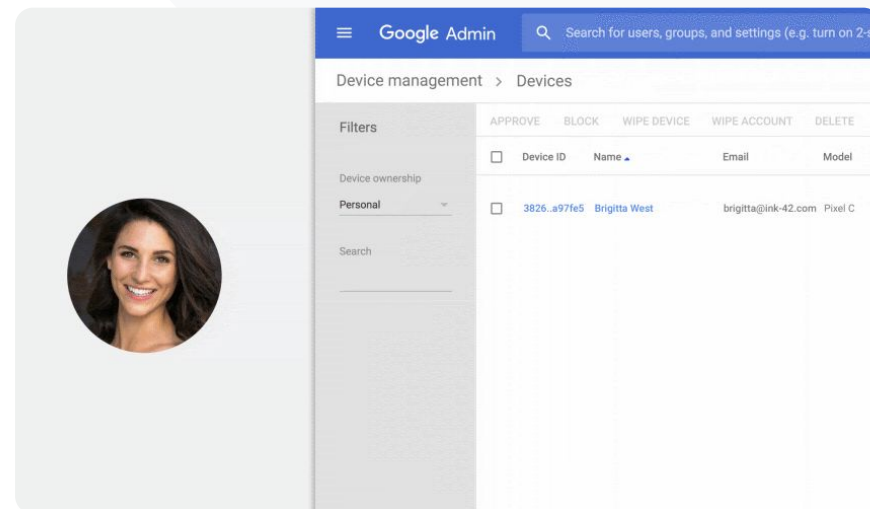 Google Admin
Search for users, groups, and settings (e.g. turn on 2-s
Device management > Devices
Filters
APPROVE BLOCK WIPE DEVICE WIPE ACCOUNT DELETE
Device ID Name Email Model
Device ownership
Personal
3826..a97fe5 Brigitta West brigitta@ink-42.com Pixel C
Search